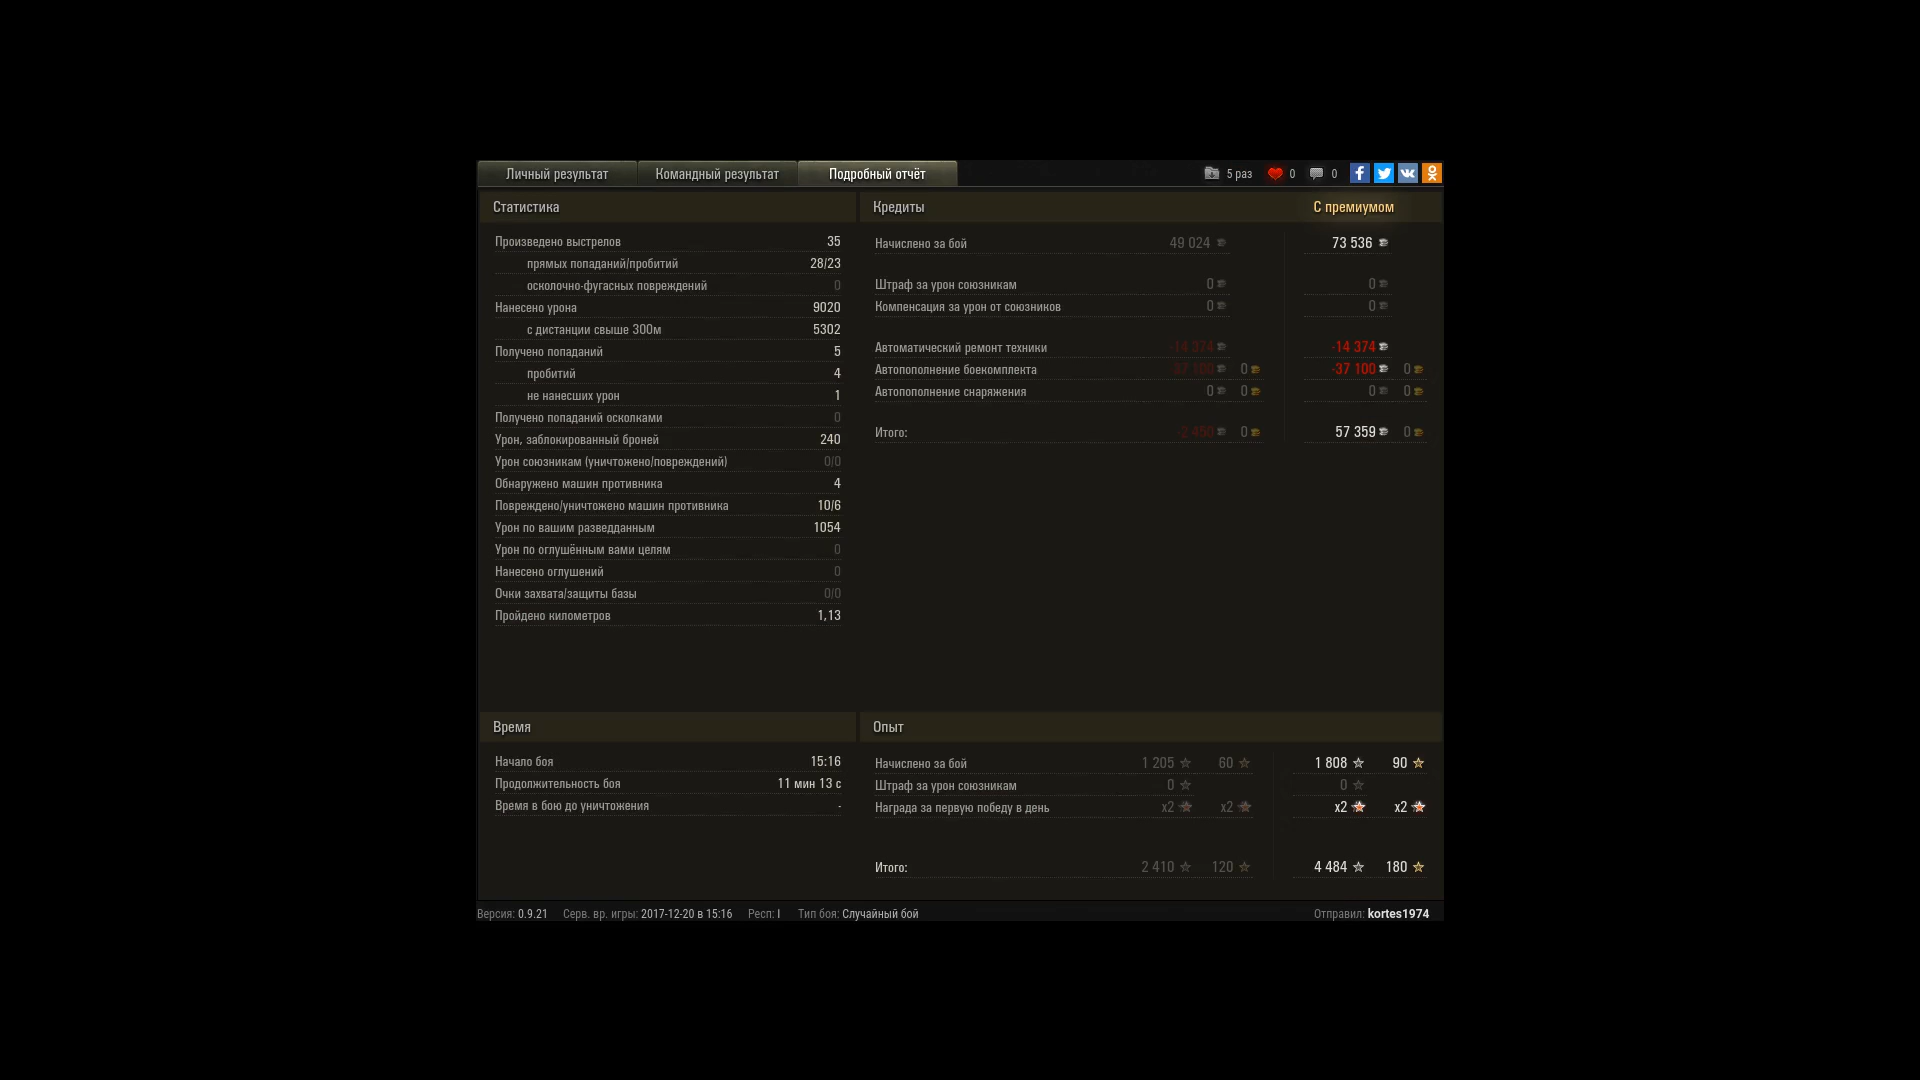 Личный результат Командный результат Подробный отчёт 5 раз 0 0
Статистика
Произведено выстрелов 35
прямых попаданий/пробитий 28/23
осколочно-фугасных повреждений 0
Нанесено урона 9020
с дистанции свыше 300м 5302
Получено попаданий 5
пробитий 4
не нанесших урон 1
Получено попаданий осколками 0
Урон, заблокированный броней 240
Урон союзникам (уничтожено/повреждений) 0/0
Обнаружено машин противника 4
Повреждено/уничтожено машин противника 10/6
Урон по вашим разведданным 1054
Урон по оглушённым вами целям 0
Нанесено оглушений 0
Очки захвата/защиты базы 0/0
Пройдено километров 1,13
Кредиты С премиумом
Начислено за бой 49 024 73 536
Штраф за урон союзникам 0 0
Компенсация за урон от союзников 0 0
Автоматический ремонт техники -14 374 -14 374
Автопополнение боекомплекта -37 100 0 -37 100 0
Автопополнение снаряжения 0 0 0 0
Итого: -2 450 0 57 359 0
Время
Начало боя 15:16
Продолжительность боя 11 мин 13 с
Время в бою до уничтожения -
Опыт
Начислено за бой 1 205 60 1 808 90
Штраф за урон союзникам 0 0
Награда за первую победу в день x2 x2 x2 x2
Итого: 2 410 120 4 484 180
Версия: 0.9.21 Серв. вр. игры: 2017-12-20 в 15:16 Респ: I Тип боя: Случайный бой Отправил: kortes1974